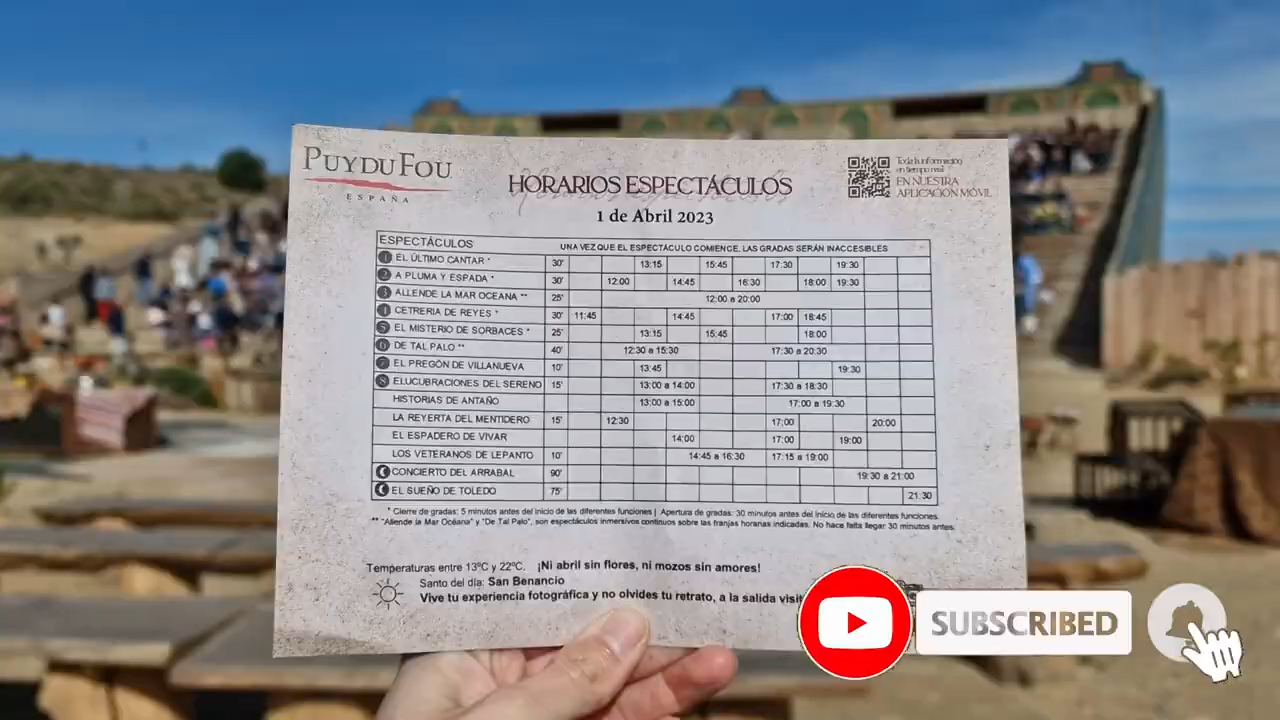 PUY DU FOU
ESPAÑA
HORARIOS ESPECTÁCULOS
1 de Abril 2023
Toda la información
en tiempo real
EN NUESTRA
APLICACIÓN MÓVIL
ESPECTÁCULOS UNA VEZ QUE EL ESPECTÁCULO COMIENCE, LAS GRADAS SERÁN INACCESIBLES
1 EL ÚLTIMO CANTAR * 30' 13:15 15:45 17:30 19:30
2 A PLUMA Y ESPADA * 30' 12:00 14:45 16:30 18:00 19:30
3 ALLENDE LA MAR OCEANA ** 25' 12:00 a 20:00
4 CETRERIA DE REYES * 30' 11:45 14:45 17:00 18:45
5 EL MISTERIO DE SORBACES * 25' 13:15 15:45 18:00
6 DE TAL PALO ** 40' 12:30 a 15:30 17:30 a 20:30
7 EL PREGÓN DE VILLANUEVA 10' 13:45 19:30
8 ELUCUBRACIONES DEL SERENO 15' 13:00 a 14:00 17:30 a 18:30
HISTORIAS DE ANTAÑO 13:00 a 15:00 17:00 a 19:30
LA REYERTA DEL MENTIDERO 15' 12:30 17:00 20:00
EL ESPADERO DE VIVAR 14:00 17:00 19:00
LOS VETERANOS DE LEPANTO 10' 14:45 a 16:30 17:15 a 19:00
CONCIERTO DEL ARRABAL 90' 19:30 a 21:00
EL SUEÑO DE TOLEDO 75' 21:30
* Cierre de gradas: 5 minutos antes del inicio de las diferentes funciones | Apertura de gradas: 30 minutos antes del inicio de las diferentes funciones.
** "Allende la Mar Océana" y "De Tal Palo", son espectáculos inmersivos continuos sobre las franjas horarias indicadas. No hace falta llegar 30 minutos antes.
Temperaturas entre 13ºC y 22ºC. ¡Ni abril sin flores, ni mozos sin amores!
Santo del día: San Benancio
Vive tu experiencia fotográfica y no olvides tu retrato, a la salida
SUBSCRIBED